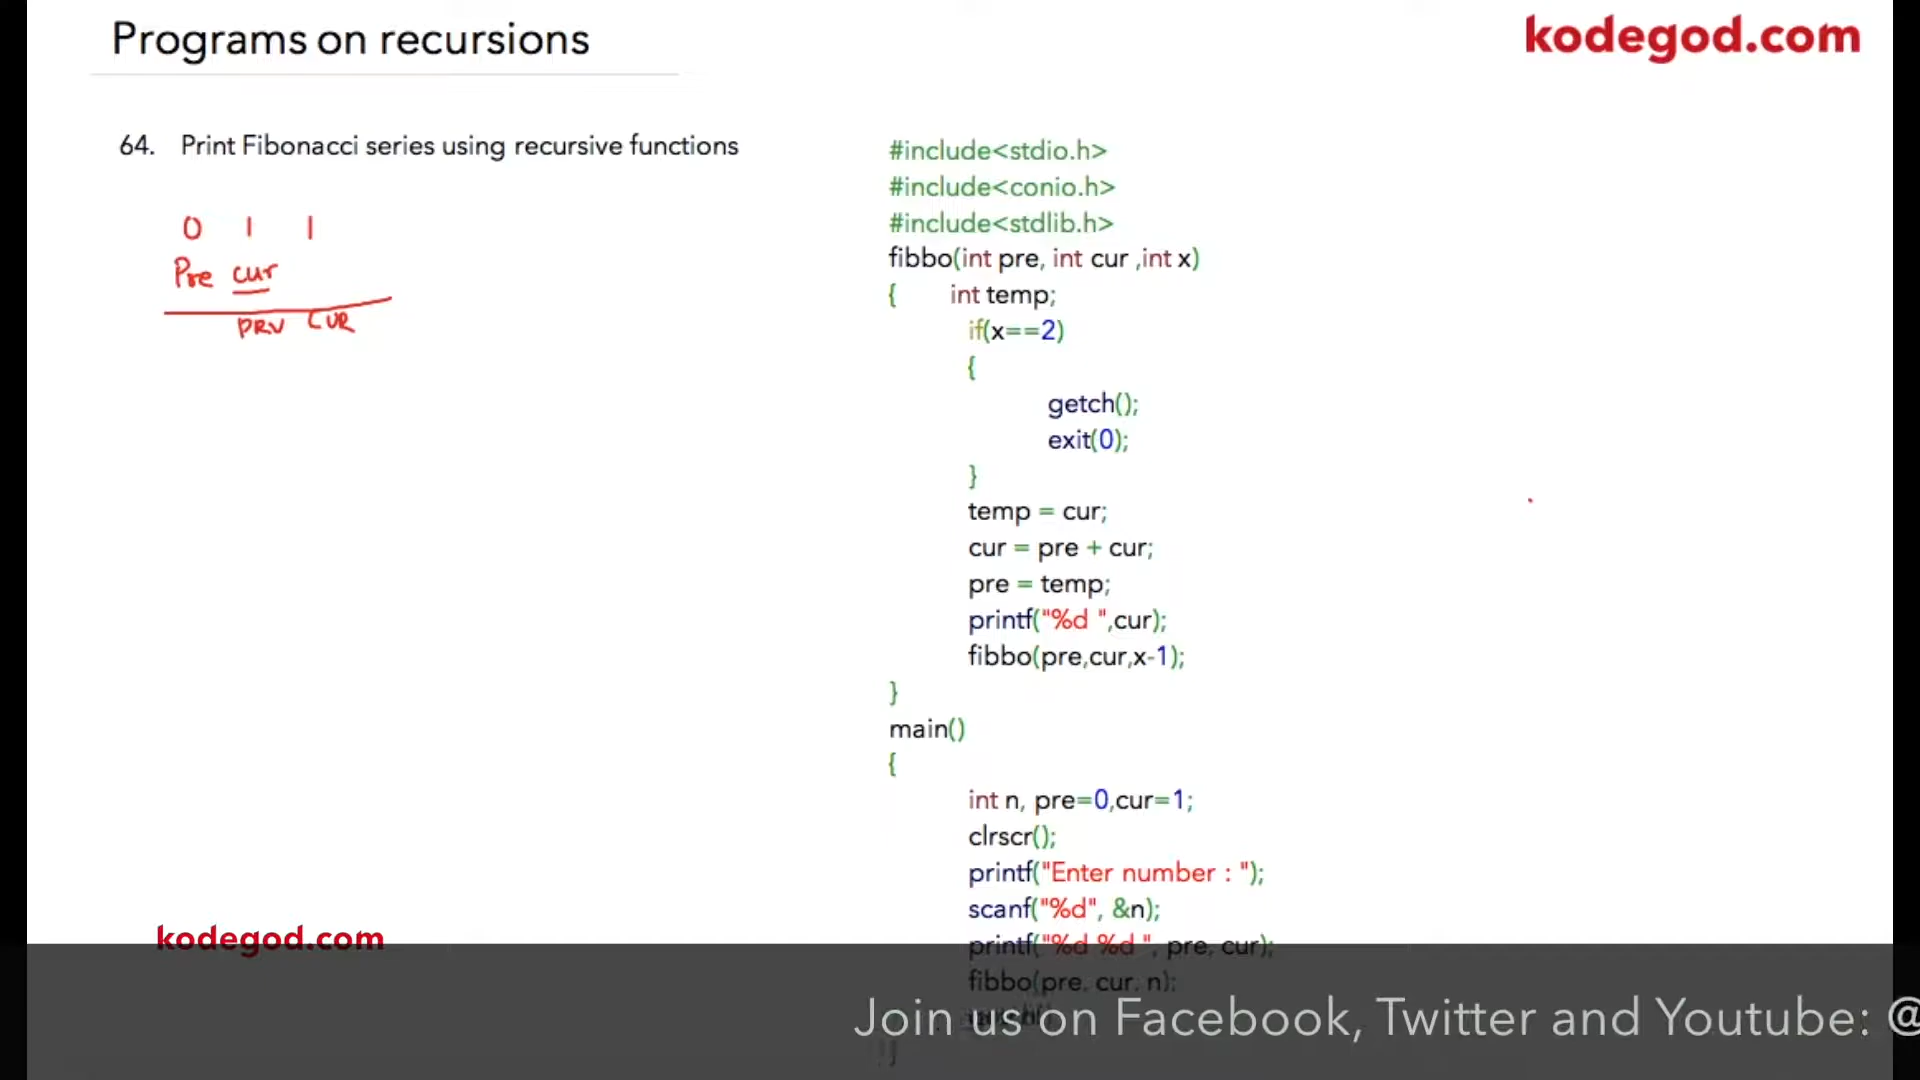 Programs on recursions
kodegod.com
64. Print Fibonacci series using recursive functions
0 1 1
Pre cur
PRV CUR
#include<stdio.h>
#include<conio.h>
#include<stdlib.h>
fibbo(int pre, int cur ,int x)
{ int temp;
if(x==2)
{
getch();
exit(0);
}
temp = cur;
cur = pre + cur;
pre = temp;
printf("%d ",cur);
fibbo(pre,cur,x-1);
}
main()
{
int n, pre=0,cur=1;
clrscr();
printf("Enter number : ");
scanf("%d", &n);
printf("%d %d ", pre, cur);
fibbo(pre, cur, n);
}
kodegod.com
Join us on Facebook, Twitter and Youtube: @